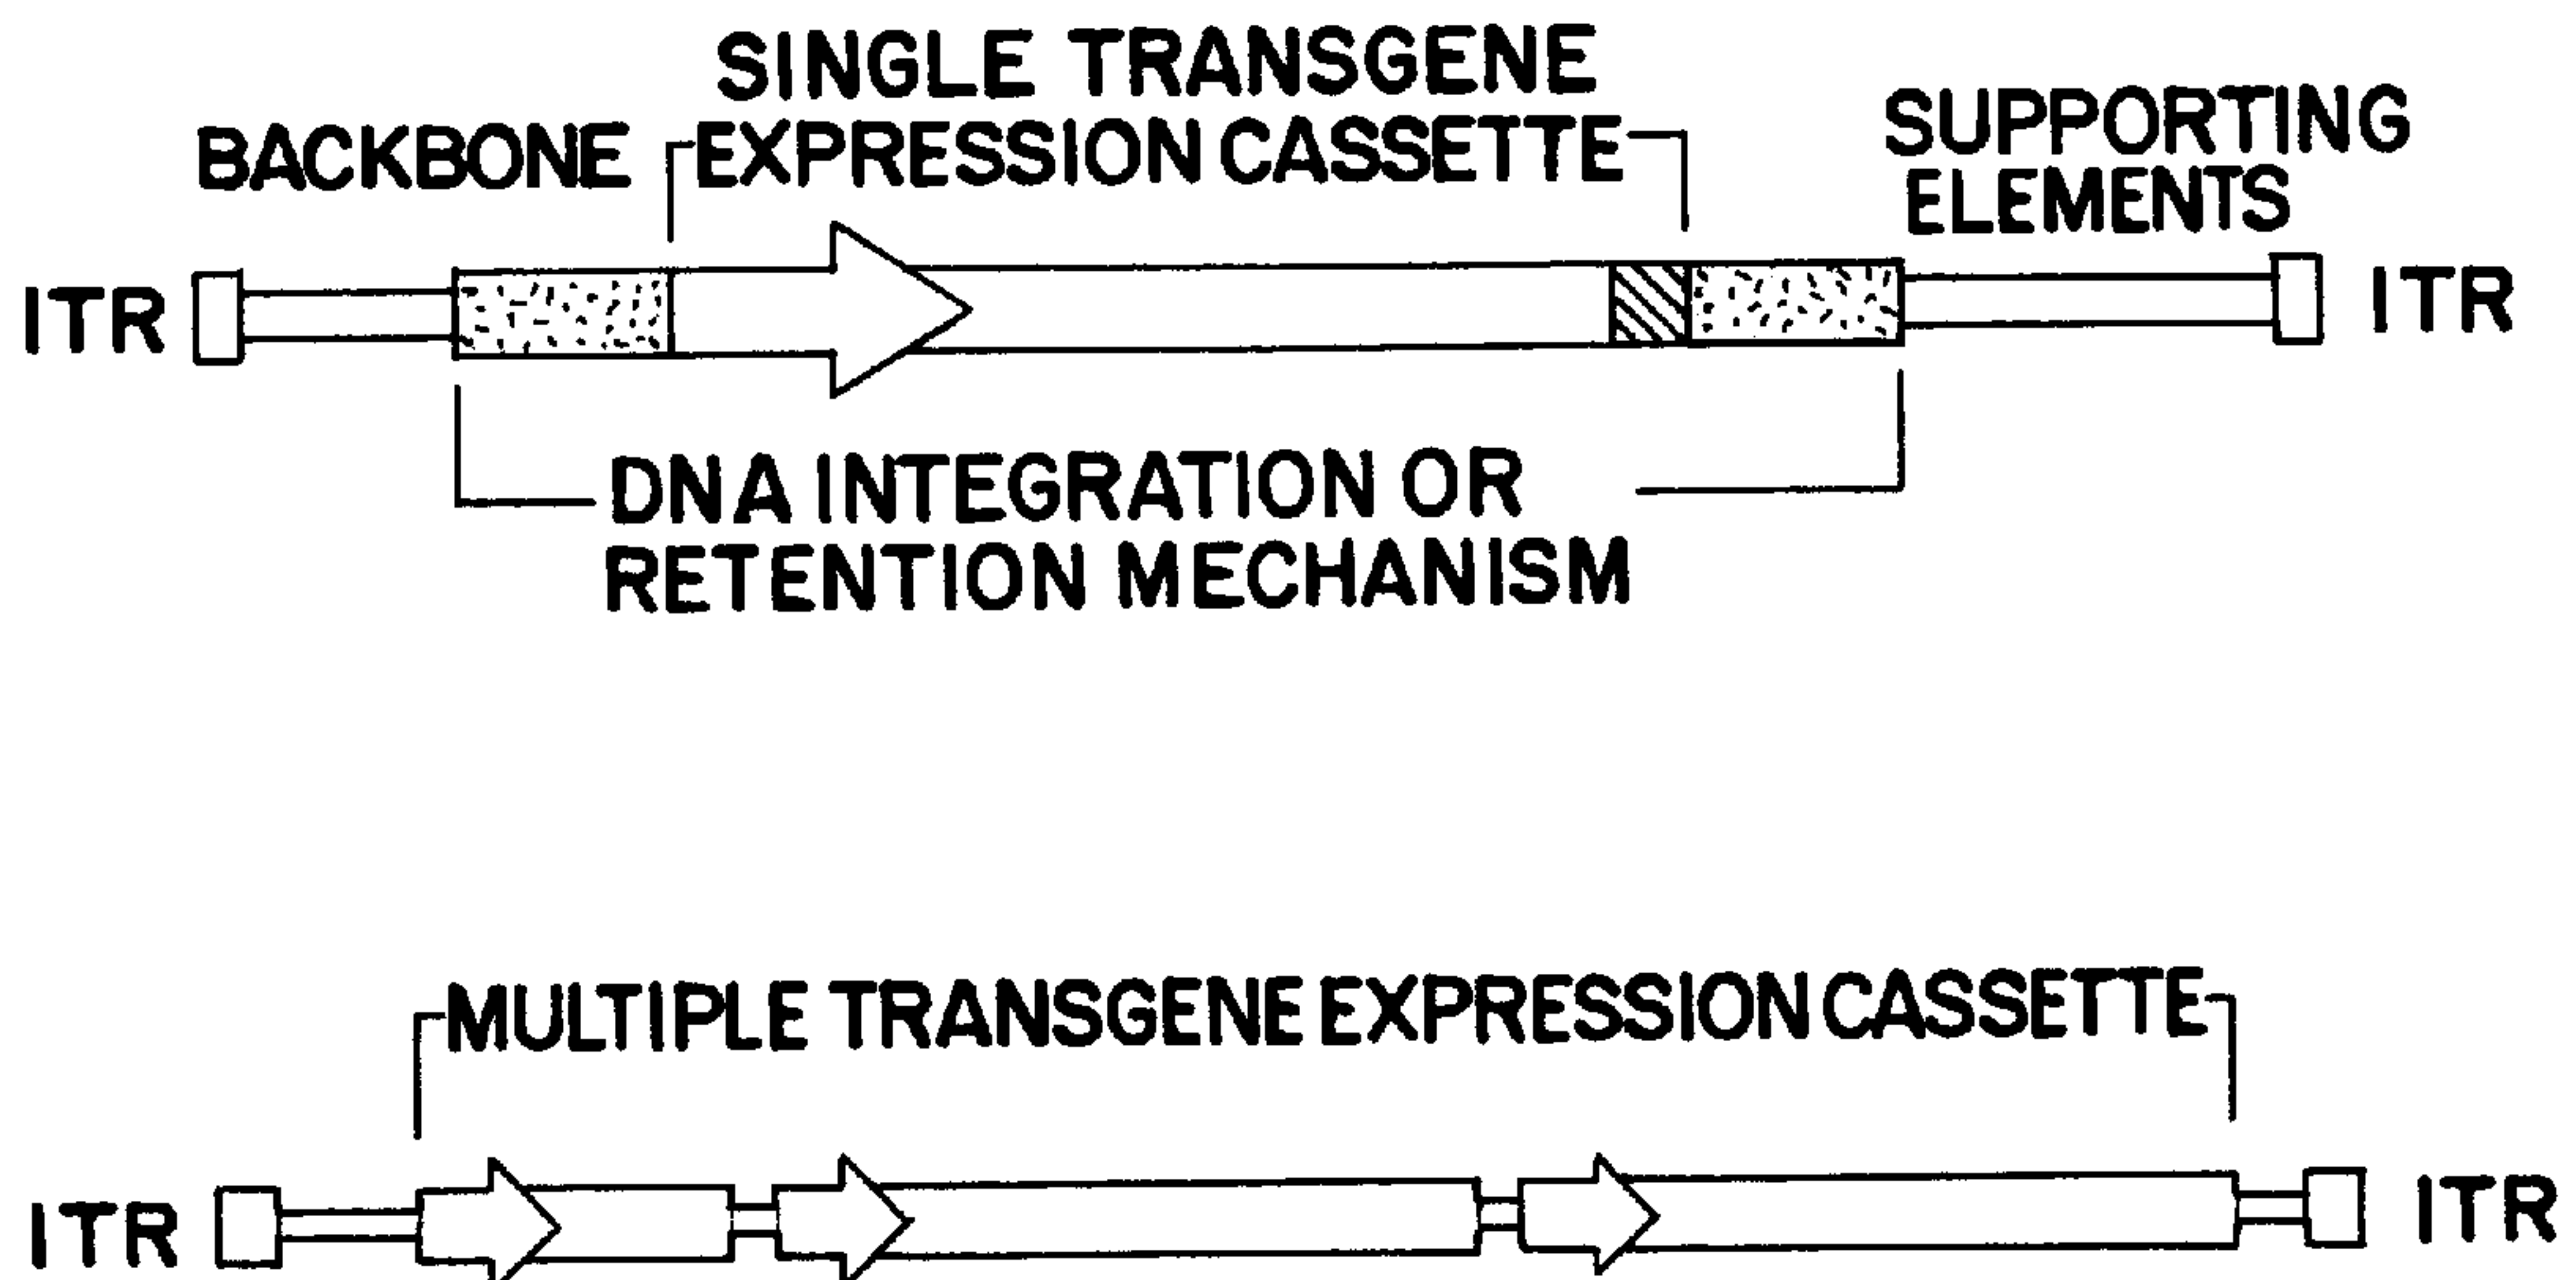 SINGLE TRANSGENE
BACKBONE EXPRESSION CASSETTE
SUPPORTING
ELEMENTS
ITR ITR
DNA INTEGRATION OR
RETENTION MECHANISM
MULTIPLE TRANSGENE EXPRESSION CASSETTE
ITR ITR